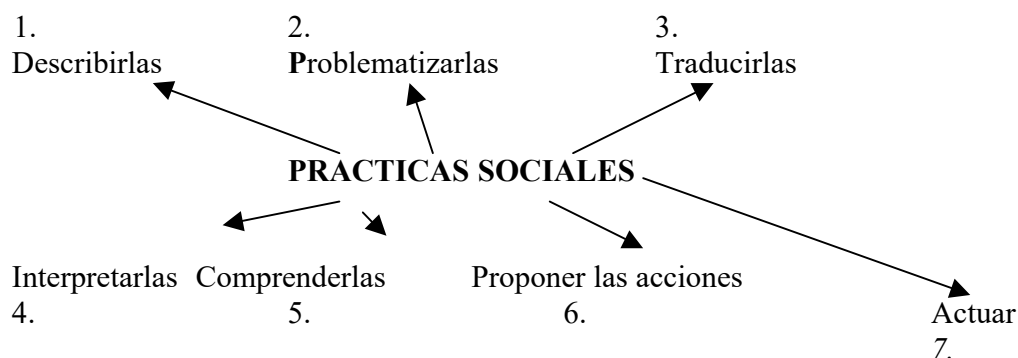 1. 2. 3.
Describirlas Problematizarlas Traducirlas
PRACTICAS SOCIALES
Interpretarlas Comprenderlas Proponer las acciones
4. 5. 6. Actuar
7.